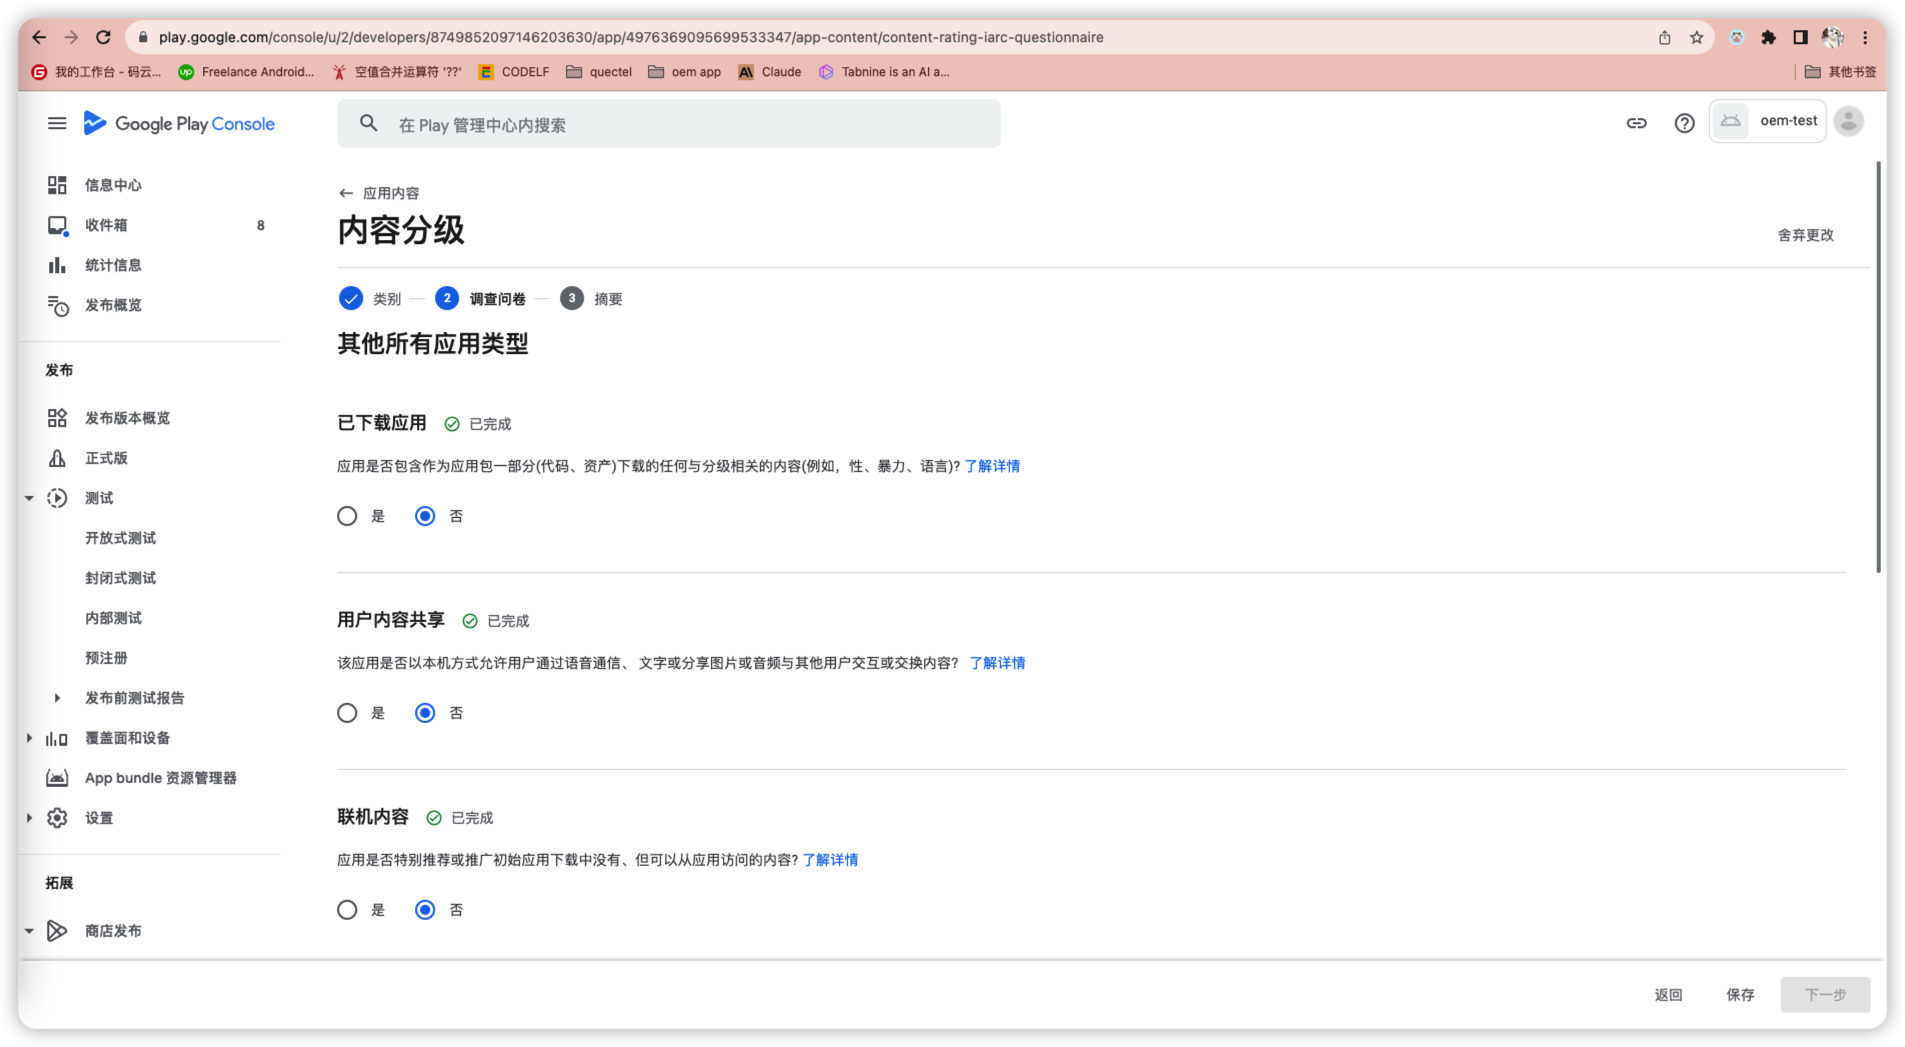 play.google.com/console/u/2/developers/8749852097146203630/app/4976369095699533347/app-content/content-rating-iarc-questionnaire
我的工作台 - 码云... Freelance Android... 空值合并运算符 '??' CODELF quectel oem app Claude Tabnine is an AI a... 其他书签
Google Play Console
在 Play 管理中心内搜索
oem-test
信息中心
收件箱 8
统计信息
发布概览
发布
发布版本概览
正式版
测试
开放式测试
封闭式测试
内部测试
预注册
发布前测试报告
覆盖面和设备
App bundle 资源管理器
设置
拓展
商店发布
应用内容
内容分级
舍弃更改
类别 2 调查问卷 3 摘要
其他所有应用类型
已下载应用 已完成
应用是否包含作为应用包一部分(代码、资产)下载的任何与分级相关的内容(例如，性、暴力、语言)? 了解详情
是 否
用户内容共享 已完成
该应用是否以本机方式允许用户通过语音通信、 文字或分享图片或音频与其他用户交互或交换内容? 了解详情
是 否
联机内容 已完成
应用是否特别推荐或推广初始应用下载中没有、但可以从应用访问的内容? 了解详情
是 否
返回 保存 下一步